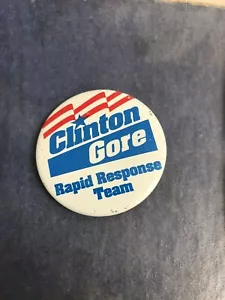 Clinton
Gore
Rapid Response
Team